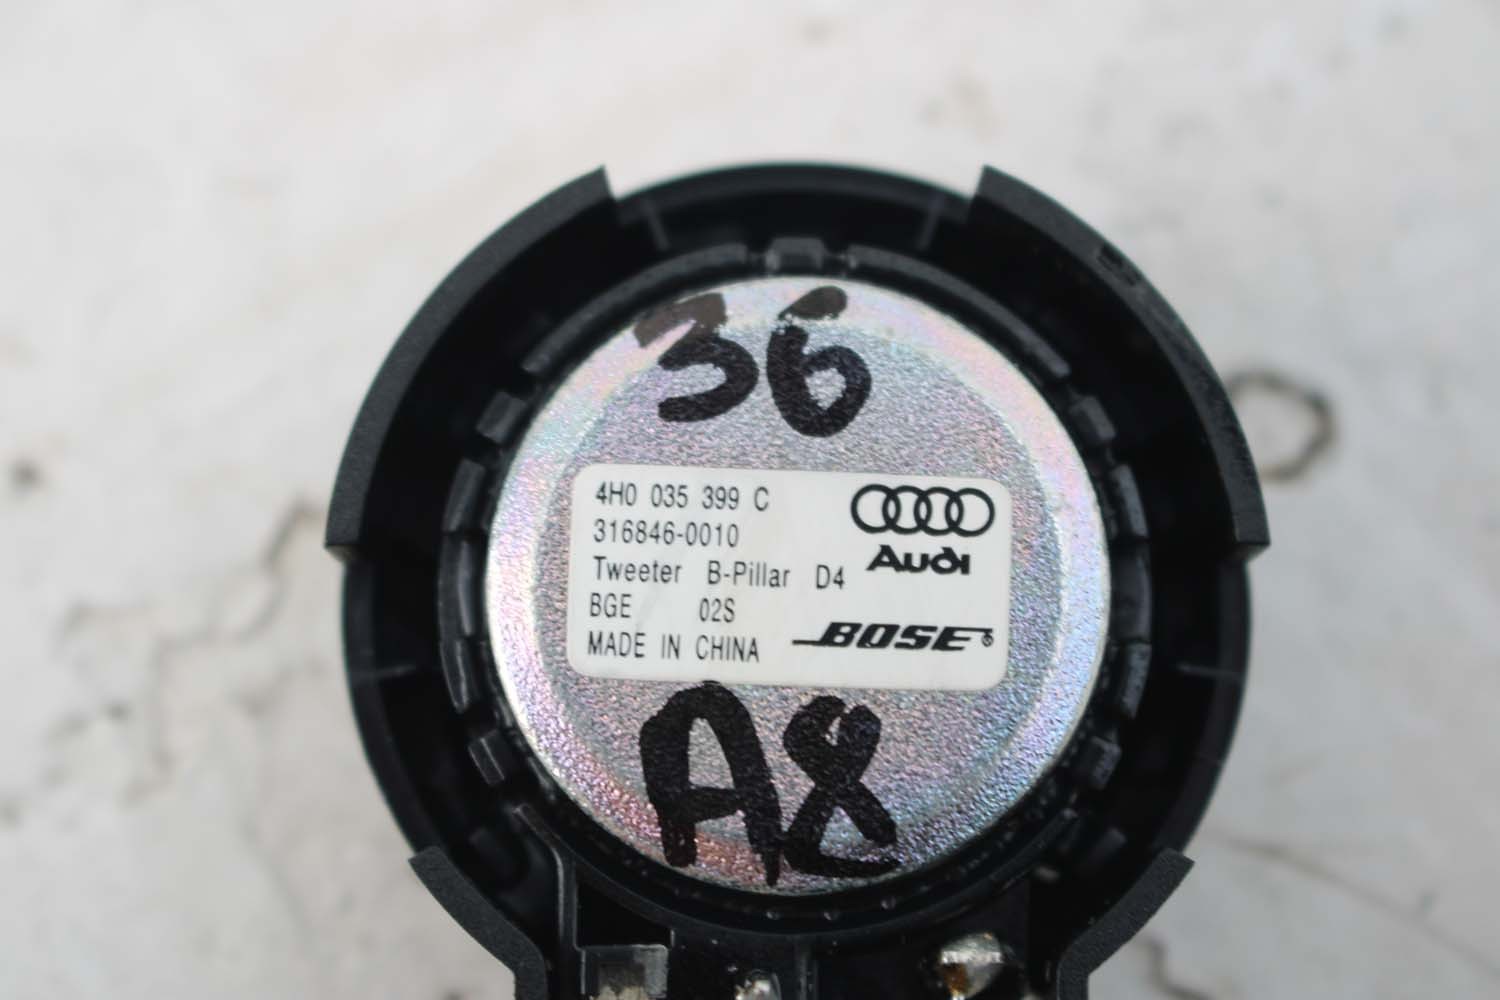 36
4H0 035 399 C
316846-0010
Tweeter B-Pillar D4
BGE 02S
MADE IN CHINA
Audi
BOSE®
A8